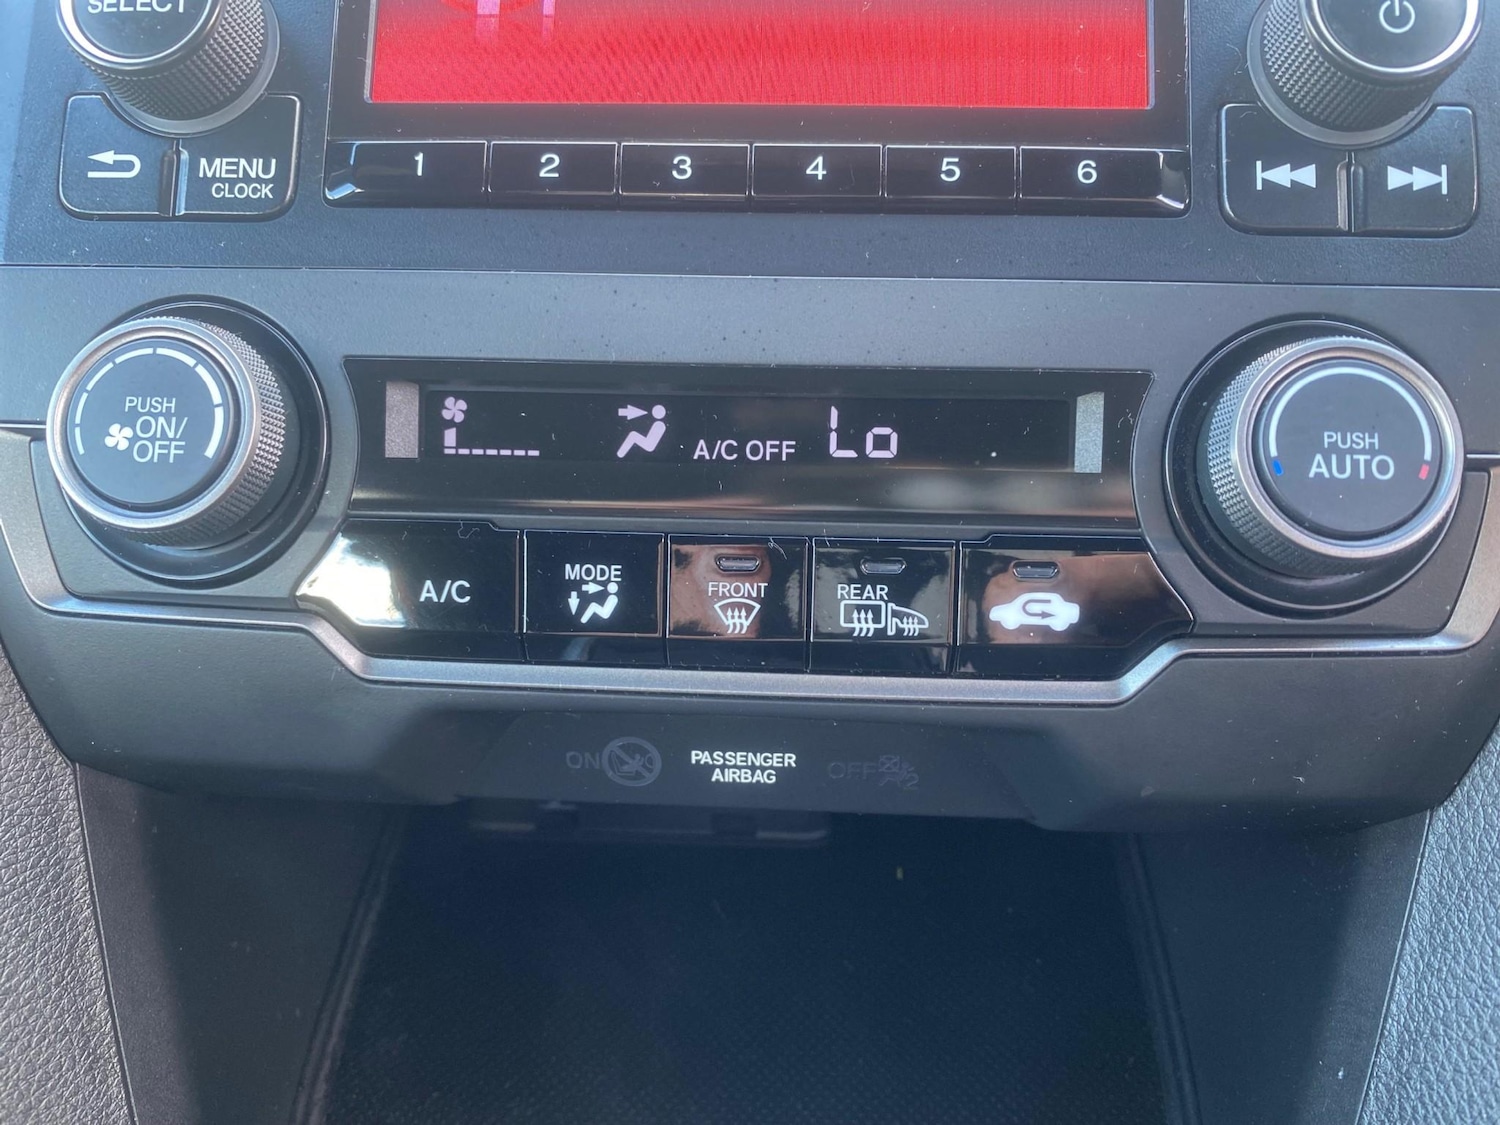 SELECT
MENU
CLOCK
1 2 3 4 5 6
PUSH
ON/
OFF
A/C OFF Lo
PUSH
AUTO
A/C
MODE
FRONT
REAR
ON PASSENGER OFF
AIRBAG
2